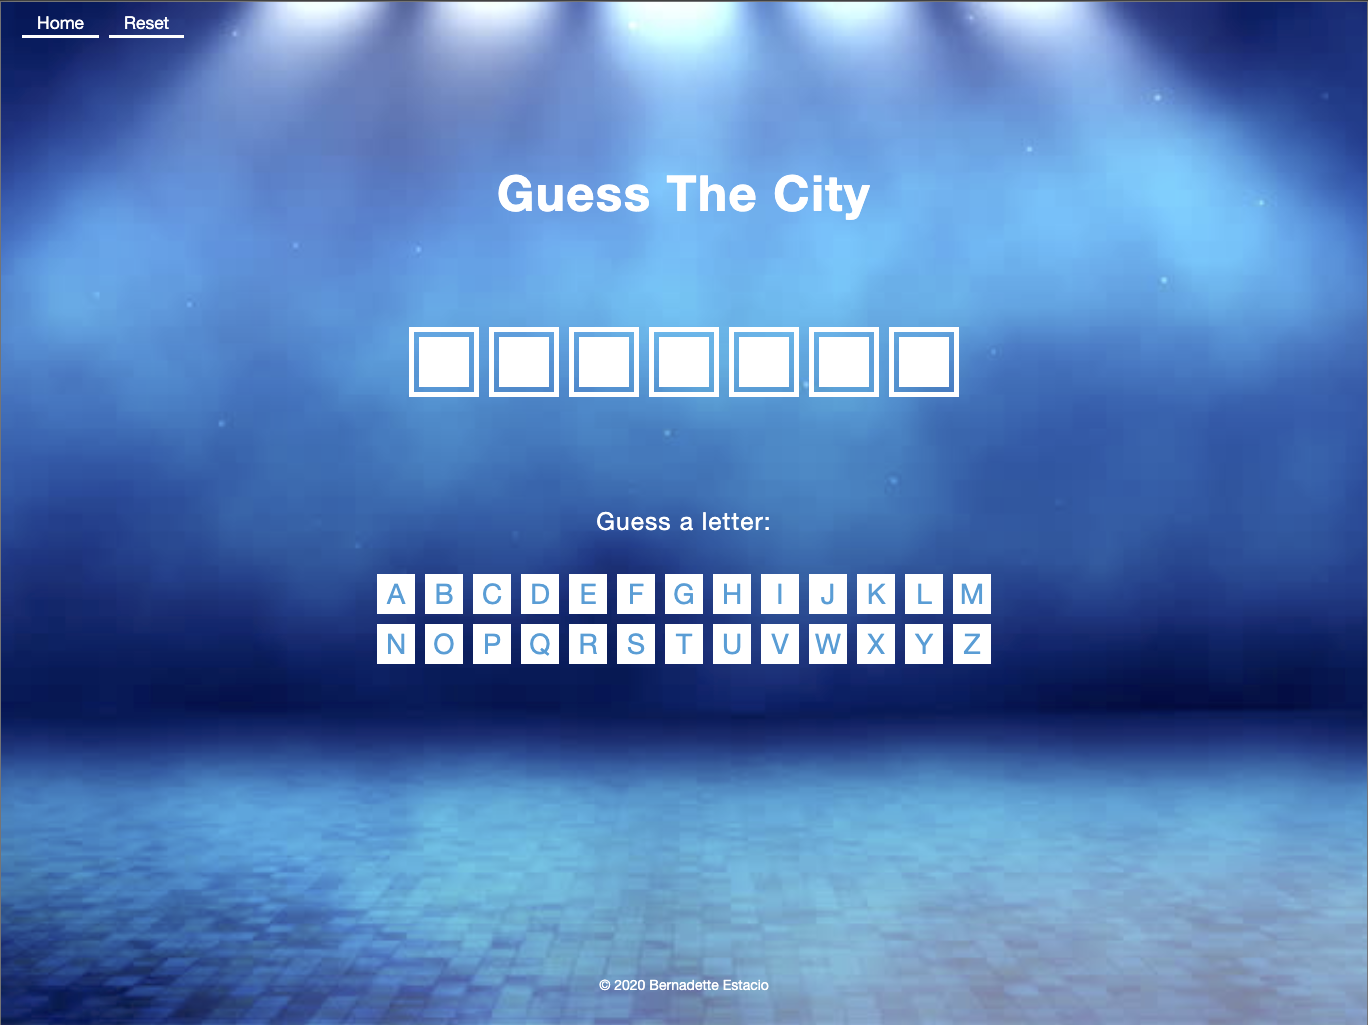 Home Reset
Guess The City
Guess a letter:
A B C D E F G H I J K L M
N O P Q R S T U V W X Y Z
© 2020 Bernadette Estacio